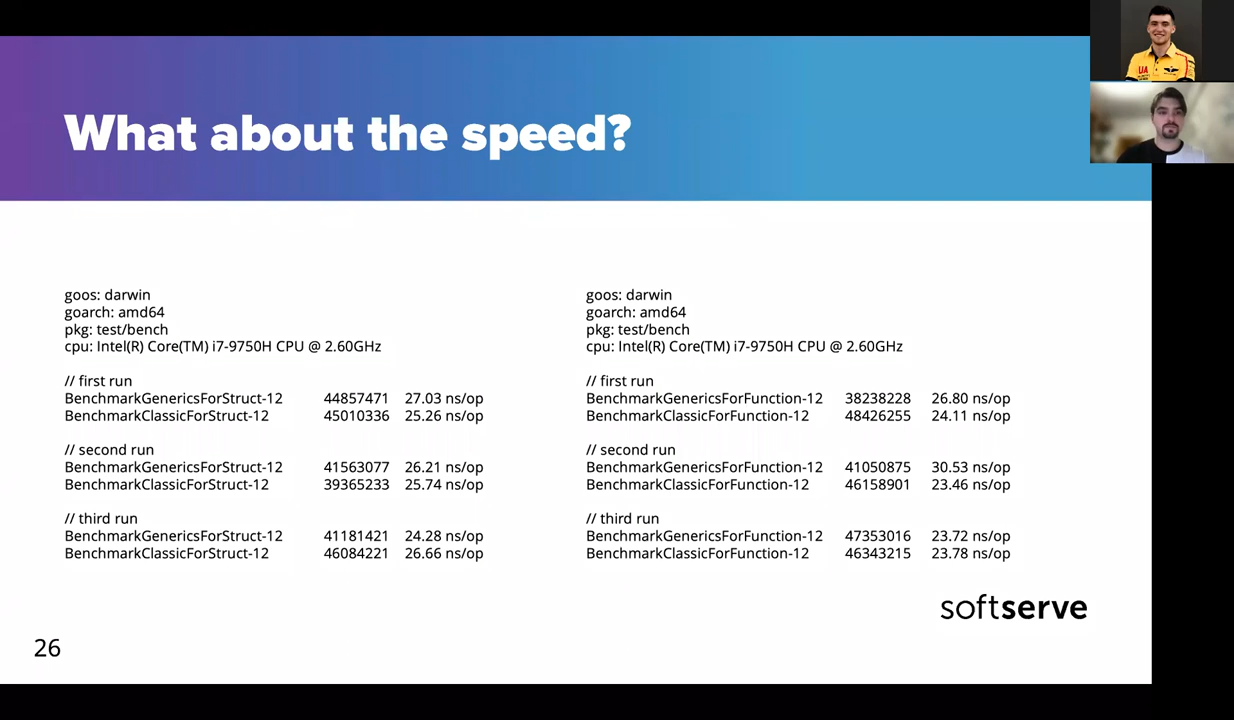 What about the speed?
goos: darwin
goarch: amd64
pkg: test/bench
cpu: Intel(R) Core(TM) i7-9750H CPU @ 2.60GHz
// first run
BenchmarkGenericsForStruct-12 44857471 27.03 ns/op
BenchmarkClassicForStruct-12 45010336 25.26 ns/op
// second run
BenchmarkGenericsForStruct-12 41563077 26.21 ns/op
BenchmarkClassicForStruct-12 39365233 25.74 ns/op
// third run
BenchmarkGenericsForStruct-12 41181421 24.28 ns/op
BenchmarkClassicForStruct-12 46084221 26.66 ns/op
goos: darwin
goarch: amd64
pkg: test/bench
cpu: Intel(R) Core(TM) i7-9750H CPU @ 2.60GHz
// first run
BenchmarkGenericsForFunction-12 38238228 26.80 ns/op
BenchmarkClassicForFunction-12 48426255 24.11 ns/op
// second run
BenchmarkGenericsForFunction-12 41050875 30.53 ns/op
BenchmarkClassicForFunction-12 46158901 23.46 ns/op
// third run
BenchmarkGenericsForFunction-12 47353016 23.72 ns/op
BenchmarkClassicForFunction-12 46343215 23.78 ns/op
softserve
26
UA